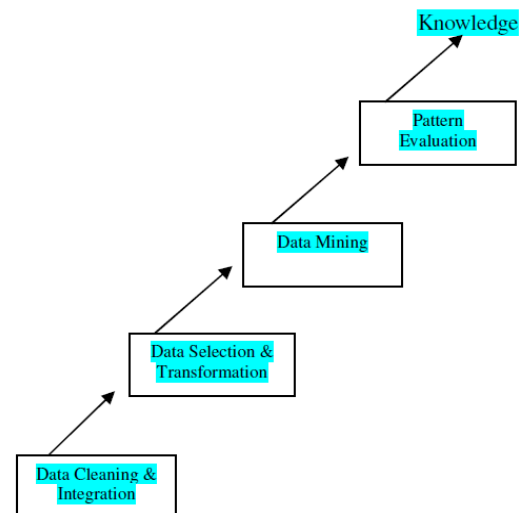 Knowledge
Pattern
Evaluation
Data Mining
Data Selection &
Transformation
Data Cleaning &
Integration